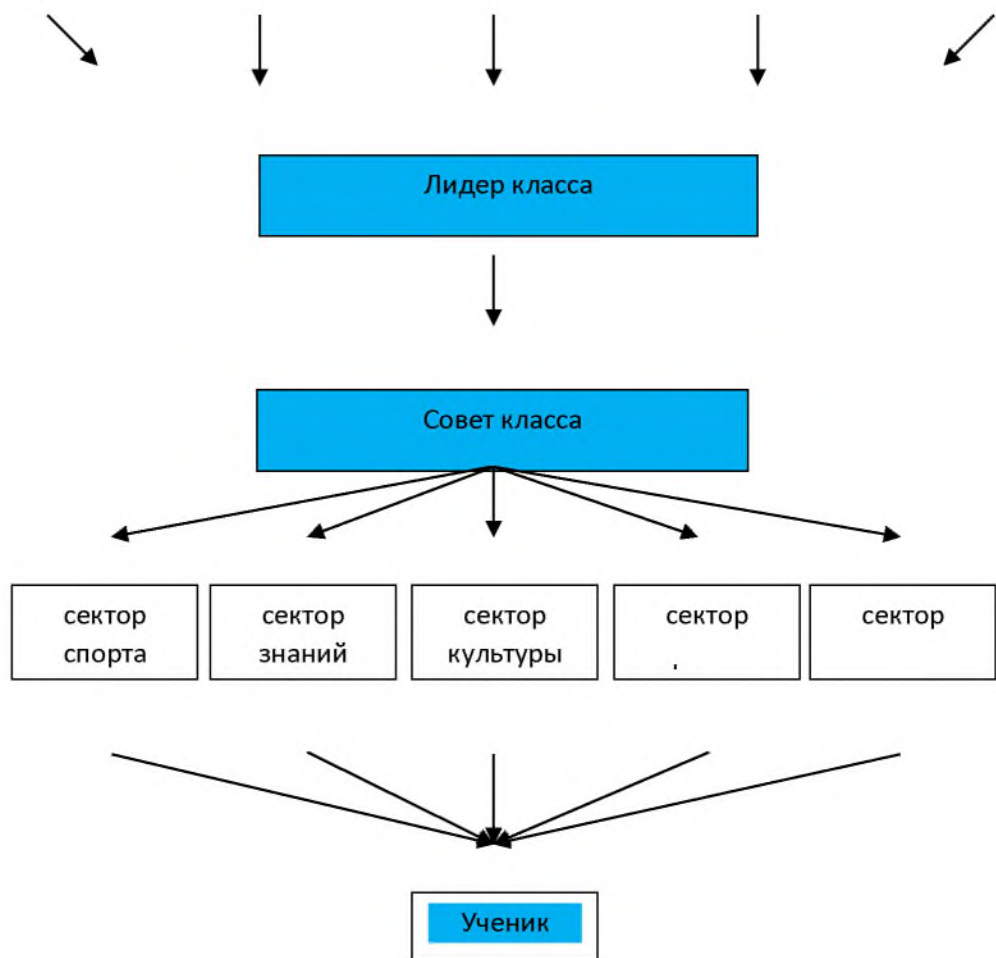 Лидер класса
Совет класса
сектор
спорта
сектор
знаний
сектор
культуры
сектор
сектор
Ученик